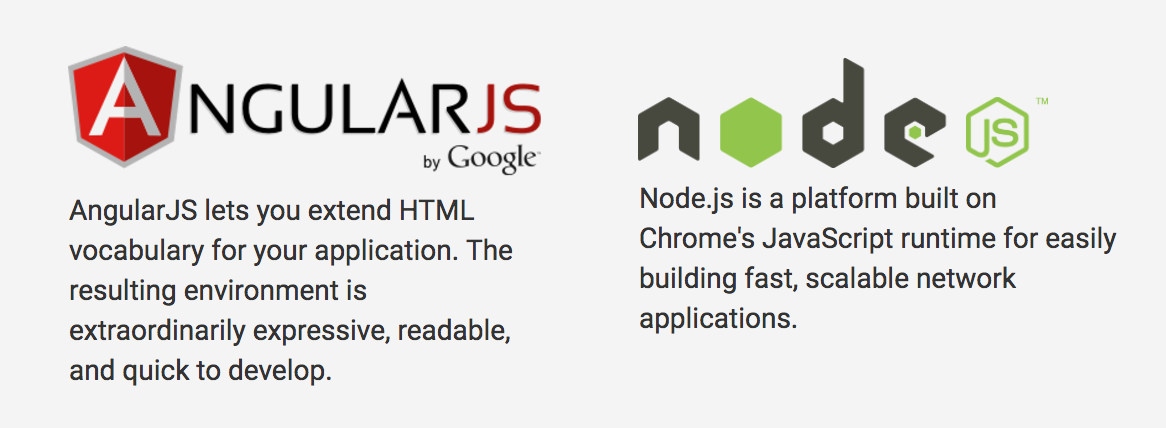 ANGULARJS
by Google
AngularJS lets you extend HTML
vocabulary for your application. The
resulting environment is
extraordinarily expressive, readable,
and quick to develop.
node JS ™
Node.js is a platform built on
Chrome's JavaScript runtime for easily
building fast, scalable network
applications.